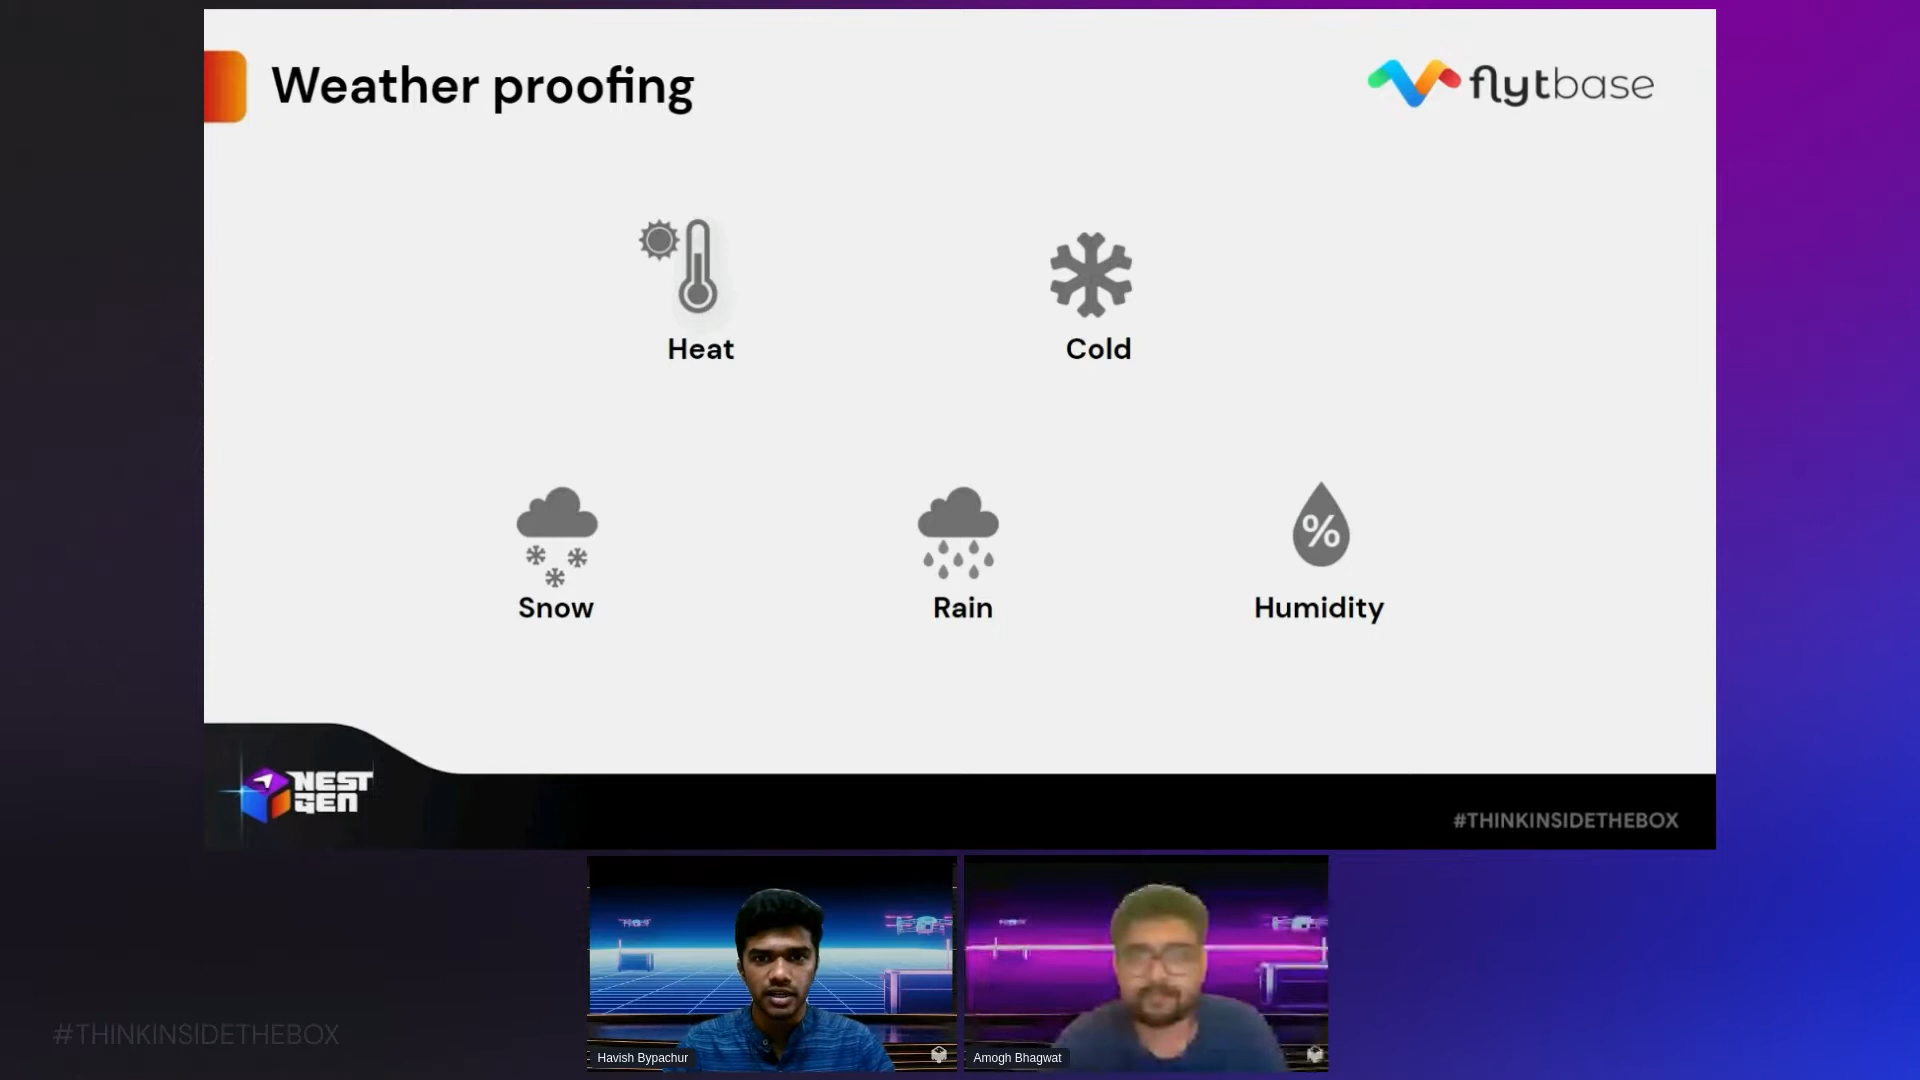 Weather proofing
flytbase
Heat
Cold
Snow
Rain
%
Humidity
NEST
GEN
#THINKINSIDETHEBOX
#THINKINSIDETHEBOX
Havish Bypachur
Amogh Bhagwat